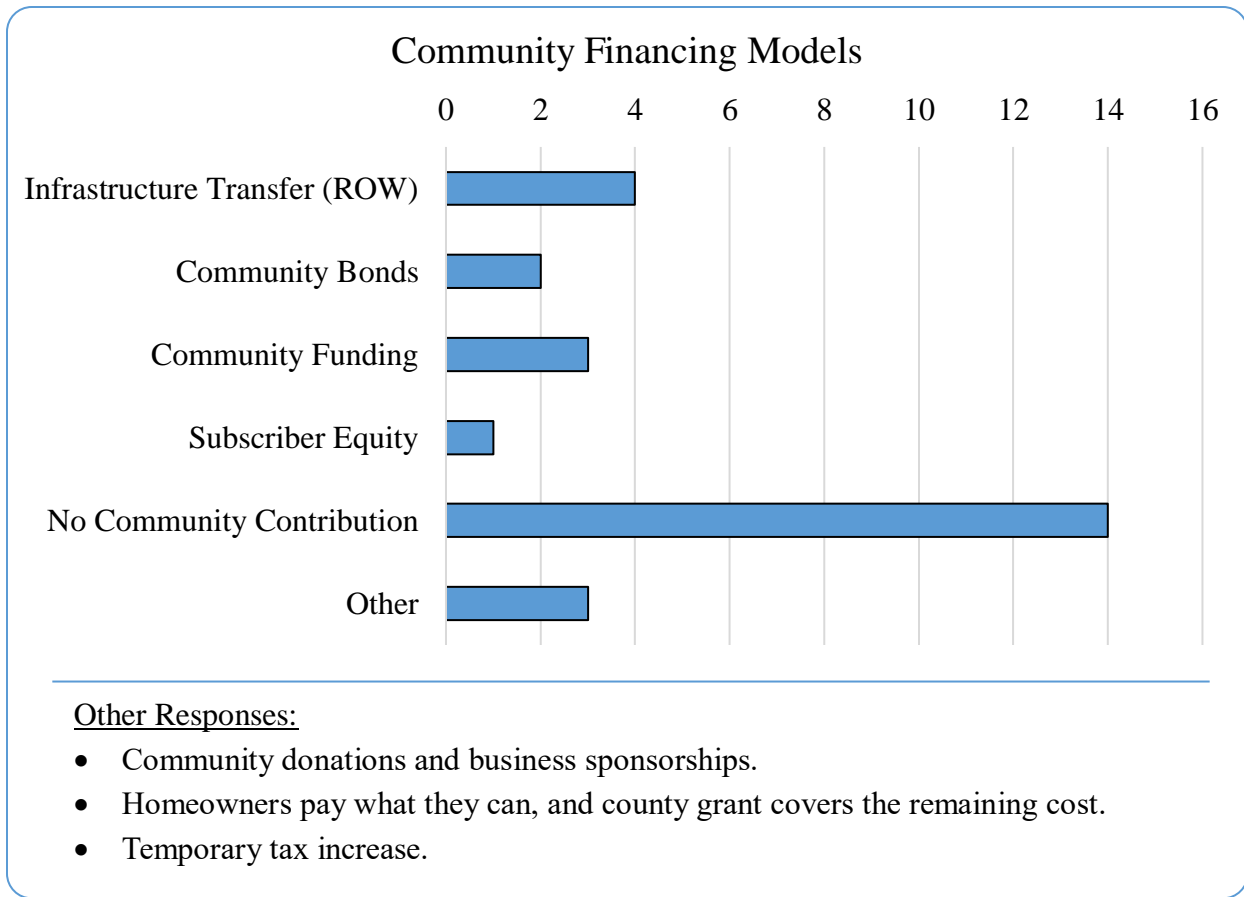 Community Financing Models
0 2 4 6 8 10 12 14 16
Infrastructure Transfer (ROW)
Community Bonds
Community Funding
Subscriber Equity
No Community Contribution
Other
Other Responses:
• Community donations and business sponsorships.
• Homeowners pay what they can, and county grant covers the remaining cost.
• Temporary tax increase.